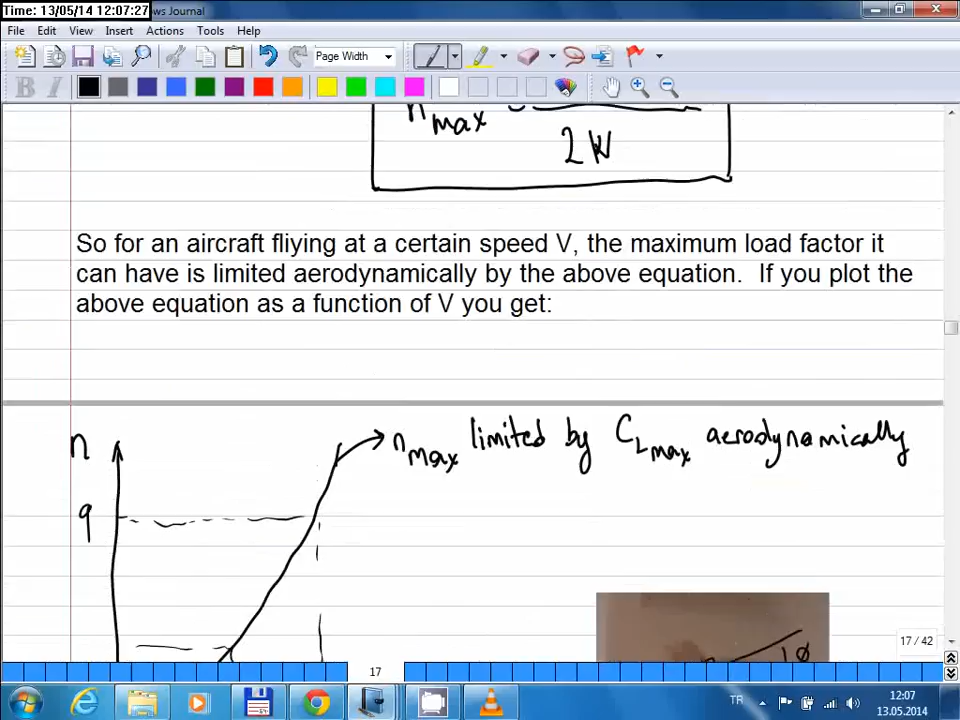 Time: 13/05/14 12:07:27 ows Journal
File Edit View Insert Actions Tools Help
Page Width
B I
n max
2W
So for an aircraft fliying at a certain speed V, the maximum load factor it
can have is limited aerodynamically by the above equation. If you plot the
above equation as a function of V you get:
n
n max limited by C L max aerodynamically
9
ϕ
17 / 42
17
TR
12:07
13.05.2014